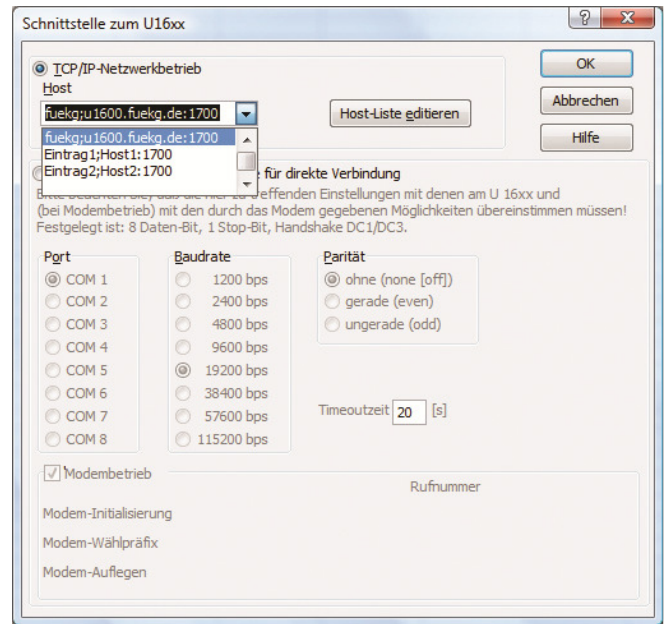 Schnittstelle zum U16xx
TCP/IP-Netzwerkbetrieb
Host
fuekg;u1600.fuekg.de:1700
Host-Liste editieren
OK
Abbrechen
Hilfe
fuekg;u1600.fuekg.de:1700
Eintrag1;Host1:1700
Eintrag2;Host2:1700
für direkte Verbindung
effenden Einstellungen mit denen am U 16xx und
(bei Modembetrieb) mit den durch das Modem gegebenen Möglichkeiten übereinstimmen müssen!
Festgelegt ist: 8 Daten-Bit, 1 Stop-Bit, Handshake DC1/DC3.
Port
COM 1
COM 2
COM 3
COM 4
COM 5
COM 6
COM 7
COM 8
Baudrate
1200 bps
2400 bps
4800 bps
9600 bps
19200 bps
38400 bps
57600 bps
115200 bps
Parität
ohne (none [off])
gerade (even)
ungerade (odd)
Timeoutzeit 20 [s]
Modembetrieb
Rufnummer
Modem-Initialisierung
Modem-Wählpräfix
Modem-Auflegen